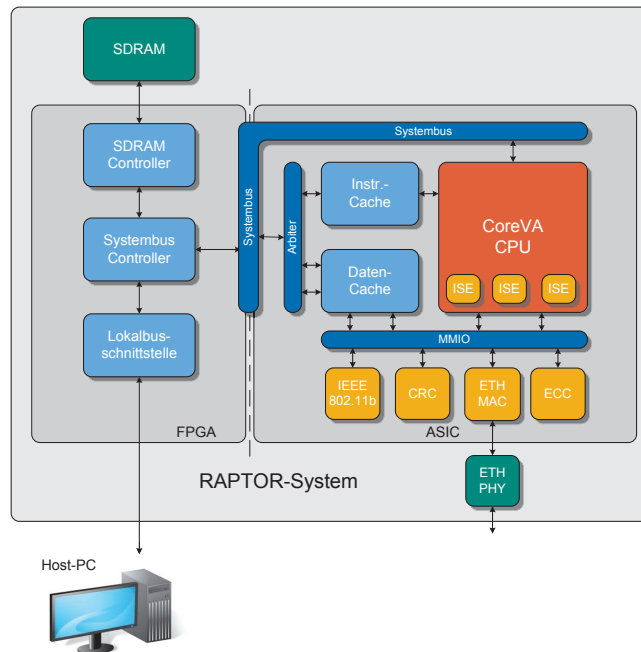 SDRAM
Systembus
SDRAM
Controller
Systembus
Controller
Lokalbus-
schnittstelle
FPGA
Systembus
Arbiter
Instr.-
Cache
Daten-
Cache
CoreVA
CPU
ISE
ISE
ISE
MMIO
IEEE
802.11b
CRC
ETH
MAC
ECC
ASIC
RAPTOR-System
ETH
PHY
Host-PC